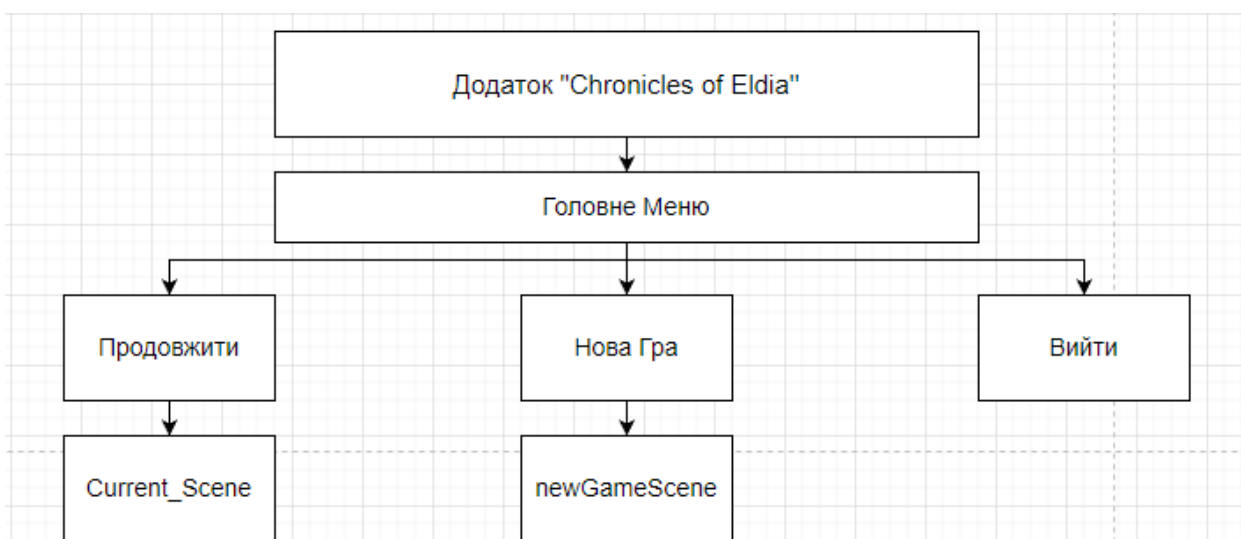 Додаток "Chronicles of Eldia"
Головне Меню
Продовжити
Нова Гра
Вийти
Current_Scene
newGameScene